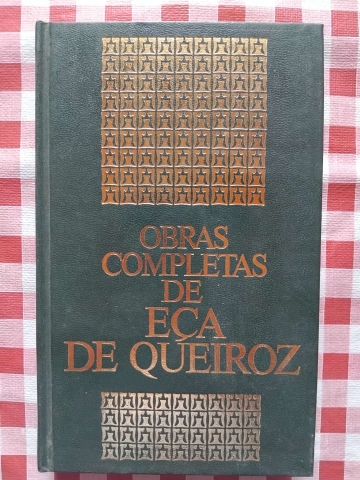 OBRAS
COMPLETAS
DE
EÇA
DE QUEIROZ